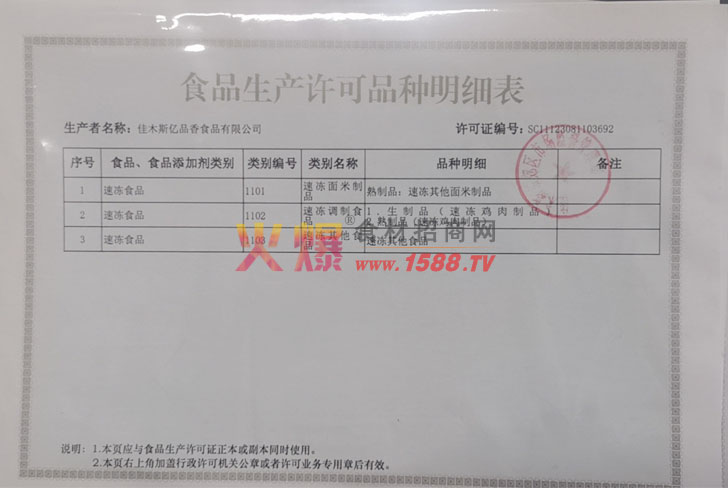 食品生产许可品种明细表
生产者名称：佳木斯亿品香食品有限公司 许可证编号：SC11123081103692
序号 食品、食品添加剂类别 类别编号 类别名称 品种明细 备注
1 速冻食品 1101 速冻面米制品 熟制品：速冻其他面米制品
2 速冻食品 1102 速冻调制食品 1.生制品（速冻鸡肉制品）
2.熟制品（速冻鸡肉制品）
3 速冻食品 1103 速冻其他食品 速冻其他食品
火爆®食材招商网
www.1588.TV
说明：1.本页应与食品生产许可证正本或副本同时使用。
2.本页右上角加盖行政许可机关公章或者许可业务专用章后有效。